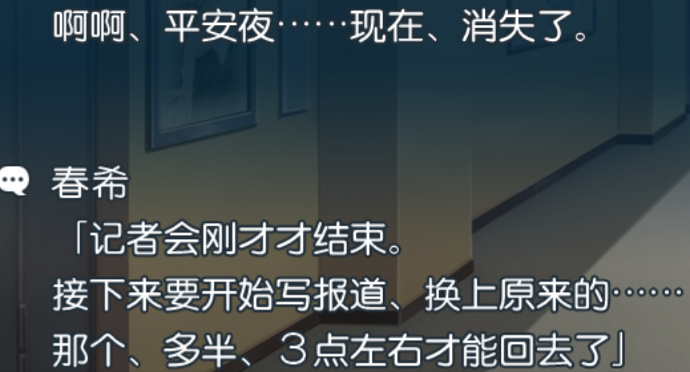 啊啊、平安夜……现在、消失了。
春希
「记者会刚才才结束。
接下来要开始写报道、换上原来的……
那个、多半、３点左右才能回去了」